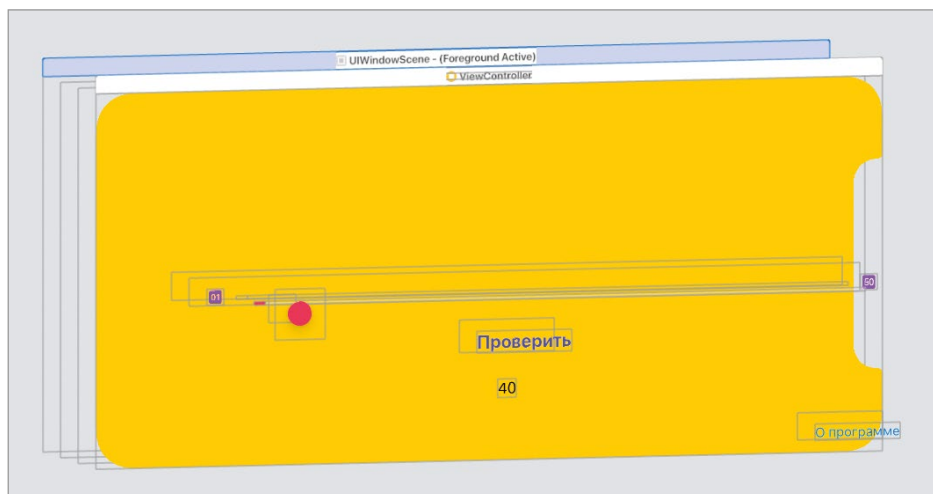 UIWindowScene - (Foreground Active)
ViewController
01
50
Проверить
40
О программе